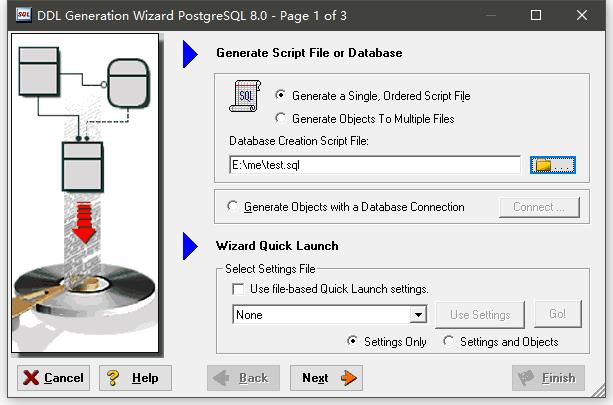 SQL DDL Generation Wizard PostgreSQL 8.0 - Page 1 of 3
Generate Script File or Database
SQL
Generate a Single, Ordered Script File
Generate Objects To Multiple Files
Database Creation Script File:
E:\me\test.sql
...
Generate Objects with a Database Connection
Connect ...
Wizard Quick Launch
Select Settings File
Use file-based Quick Launch settings.
None
Use Settings
Go!
Settings Only
Settings and Objects
Cancel
? Help
Back
Next
Finish